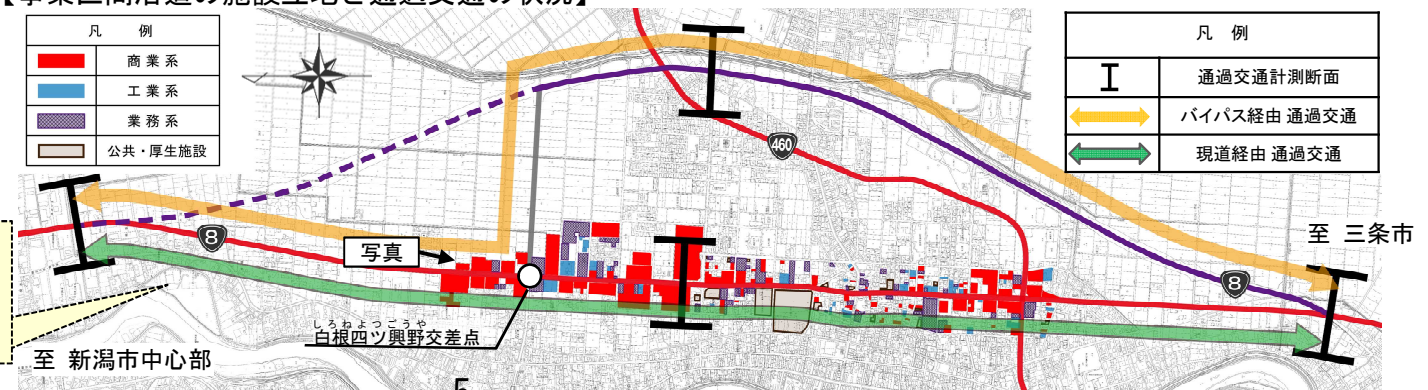 【事業区間沿道の施設立地と通過交通の状況】
凡 例
商業系
工業系
業務系
公共・厚生施設
凡 例
通過交通計測断面
バイパス経由 通過交通
現道経由 通過交通
460
8
写真
至 三条市
8
しろねよつごうや
白根四ツ興野交差点
至 新潟市中心部